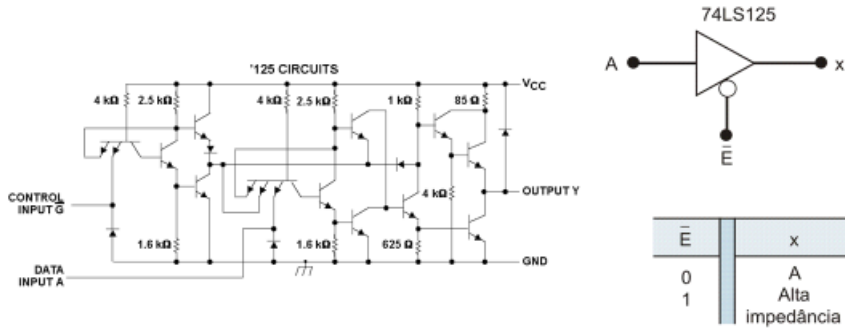 '125 CIRCUITS
VCC
4 kΩ
2.5 kΩ
4 kΩ
2.5 kΩ
1 kΩ
85 Ω
CONTROL
INPUT G̅
4 kΩ
OUTPUT Y
1.6 kΩ
1.6 kΩ
625 Ω
GND
DATA
INPUT A
74LS125
A
x
E̅
E̅ x
0 A
1 Alta
impedância